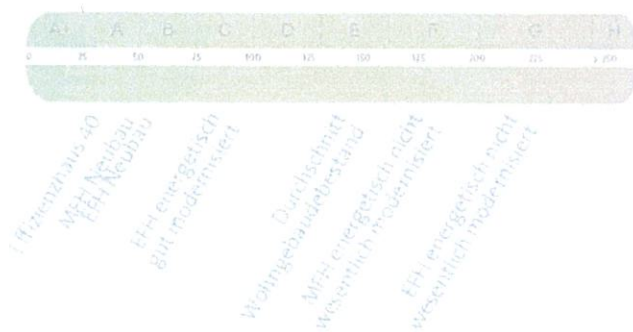 A+ A B C D E F G H
0 25 50 75 100 125 150 175 200 225 > 250
Effizienzhaus 40
MFH Neubau
EFH Neubau
EFH energetisch
gut modernisiert
Durchschnitt
Wohngebäudebestand
MFH energetisch nicht
wesentlich modernisiert
EFH energetisch nicht
wesentlich modernisiert